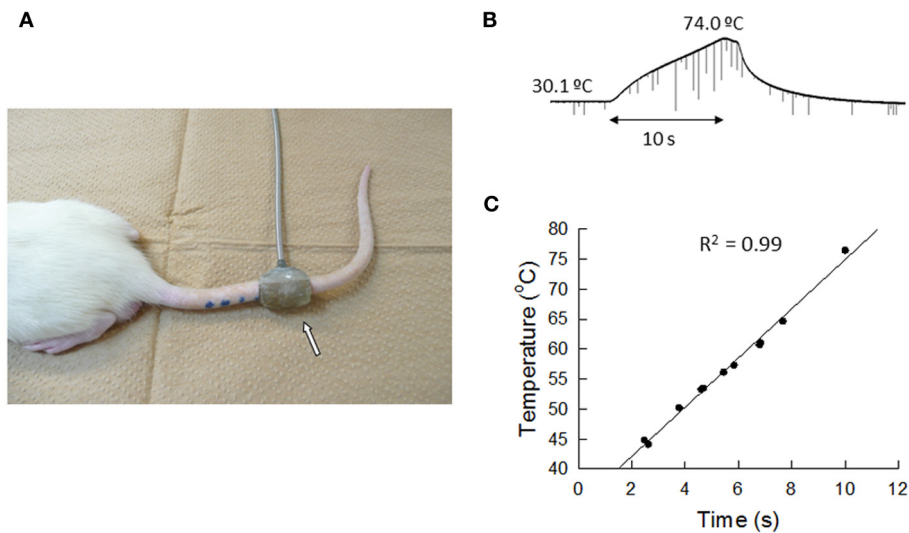 A
B
74.0 ºC
30.1 ºC
10 s
C
R² = 0.99
80
75
70
65
60
55
50
45
40
Temperature (°C)
0 2 4 6 8 10 12
Time (s)